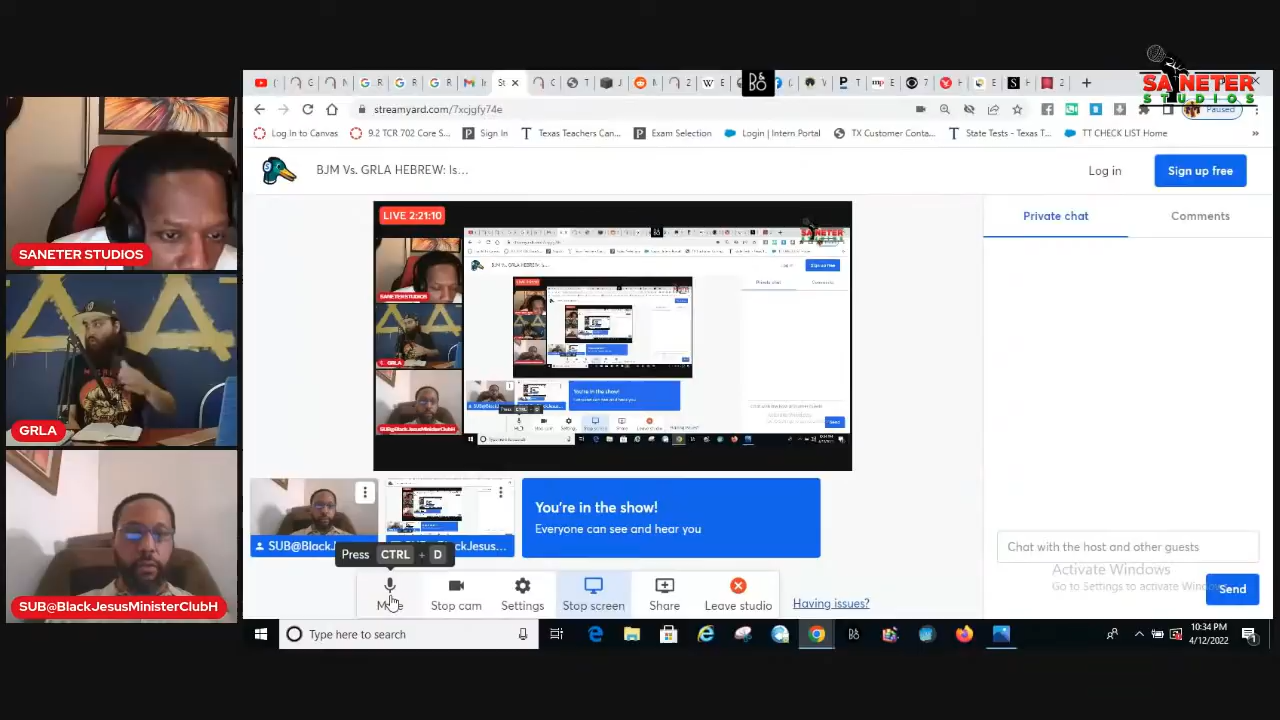 SANETER
STUDIOS
B&O
streamyard.com/7xcjgfy74e
Paused
Log in to Canvas
9.2 TCR 702 Core S...
Sign In
Texas Teachers Can...
Exam Selection
Login | Intern Portal
TX Customer Conta...
State Tests - Texas T...
TT CHECK LIST Home
BJM Vs. GRLA HEBREW: Is...
Log in
Sign up free
Private chat
Comments
LIVE 2:21:10
SANETER STUDIOS
GRLA
SUB@BlackJesusMinisterClubH
You're in the show!
Everyone can see and hear you
SUB@BlackJ
BlackJesus...
Press CTRL + D
Stop cam
Settings
Stop screen
Share
Leave studio
Having issues?
Chat with the host and other guests
Activate Windows
Go to Settings to activate Windows.
Send
Type here to search
10:34 PM
4/12/2022